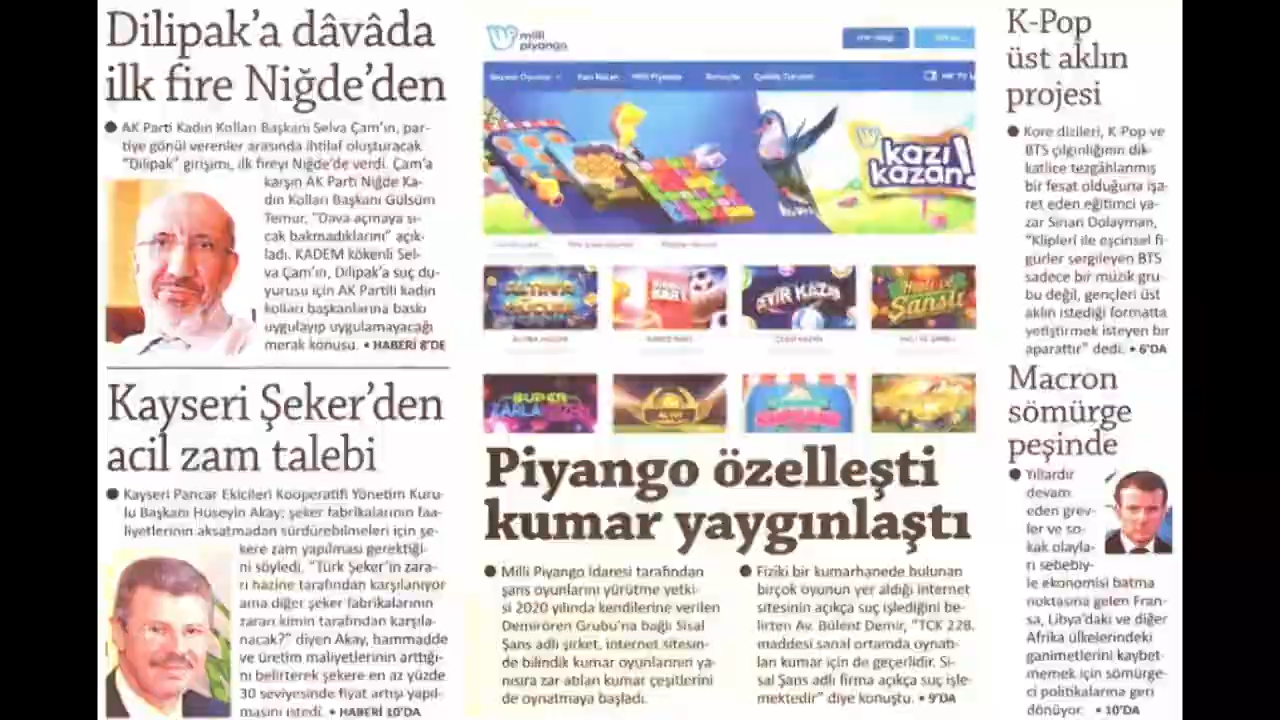 Dilipak'a dâvâda
ilk fire Niğde'den
● AK Parti Kadın Kolları Başkanı Selva Çam'ın, par-
tiye gönül verenler arasında ihtilaf oluşturacak
"Dilipak" girişimi, ilk fireyi Niğde'de verdi. Çam'a
karşın AK Parti Niğde Ka-
dın Kolları Başkanı Gülsüm
Temur, "Dava açmaya sı-
cak bakmadıklarını" açık-
ladı. KADEM kökenli Sel-
va Çam'ın, Dilipak'a suç du-
yurusu için AK Partili kadın
kolları başkanlarına baskı
uygulayıp uygulamayacağı
merak konusu. • HABERİ 8'DE
Kayseri Şeker'den
acil zam talebi
● Kayseri Pancar Ekicileri Kooperatifi Yönetim Kuru-
lu Başkanı Hüseyin Akay; şeker fabrikalarının faa-
liyetlerinin aksatmadan sürdürebilmeleri için şe-
kere zam yapılması gerektiği-
ni söyledi. "Türk Şeker'in zara-
rı hazine tarafından karşılanıyor
ama diğer şeker fabrikalarının
zararı kimin tarafından karşıla-
nacak?" diyen Akay, hammadde
ve üretim maliyetlerinin arttığı-
nı belirterek şekere en az yüzde
30 seviyesinde fiyat artışı yapıl-
masını istedi. • HABERİ 10'DA
milli
piyango
Milli Piyango
kazı
kazan!
ÇEVİR KAZAN
Şanslı
SÜPER
Piyango özelleşti
kumar yaygınlaştı
● Milli Piyango İdaresi tarafından
şans oyunlarını yürütme yetki-
si 2020 yılında kendilerine verilen
Demirören Grubu'na bağlı Sisal
Şans adlı şirket, internet sitesin-
de bilindik kumar oyunlarının ya-
nısıra zar atılan kumar çeşitlerini
de oynatmaya başladı.
● Fiziki bir kumarhanede bulunan
birçok oyunun yer aldığı internet
sitesinin açıkça suç işlediğini be-
lirten Av. Bülent Demir, "TCK 228.
maddesi sanal ortamda oynatı-
lan kumar için de geçerlidir. Si-
sal Şans adlı firma açıkça suç işle-
mektedir" diye konuştu. • 9'DA
K-Pop
üst aklın
projesi
● Kore dizileri, K-Pop ve
BTS çılgınlığının dik-
katlice tezgâhlanmış
bir fesat olduğuna işa-
ret eden eğitimci ya-
zar Sinan Dolayman,
"Klipleri ile eşcinsel fi-
gürler sergileyen BTS
sadece bir müzik gru-
bu değil, gençleri üst
aklın istediği formatta
yetiştirmek isteyen bir
aparattır" dedi. • 6'DA
Macron
sömürge
peşinde
● Yıllardır
devam
eden grev-
ler ve so-
kak olayla-
rı sebebiy-
le ekonomisi batma
noktasına gelen Fran-
sa, Libya'daki ve diğer
Afrika ülkelerindeki
ganimetlerini kaybet-
memek için sömürge-
ci politikalarına geri
dönüyor. • 10'DA